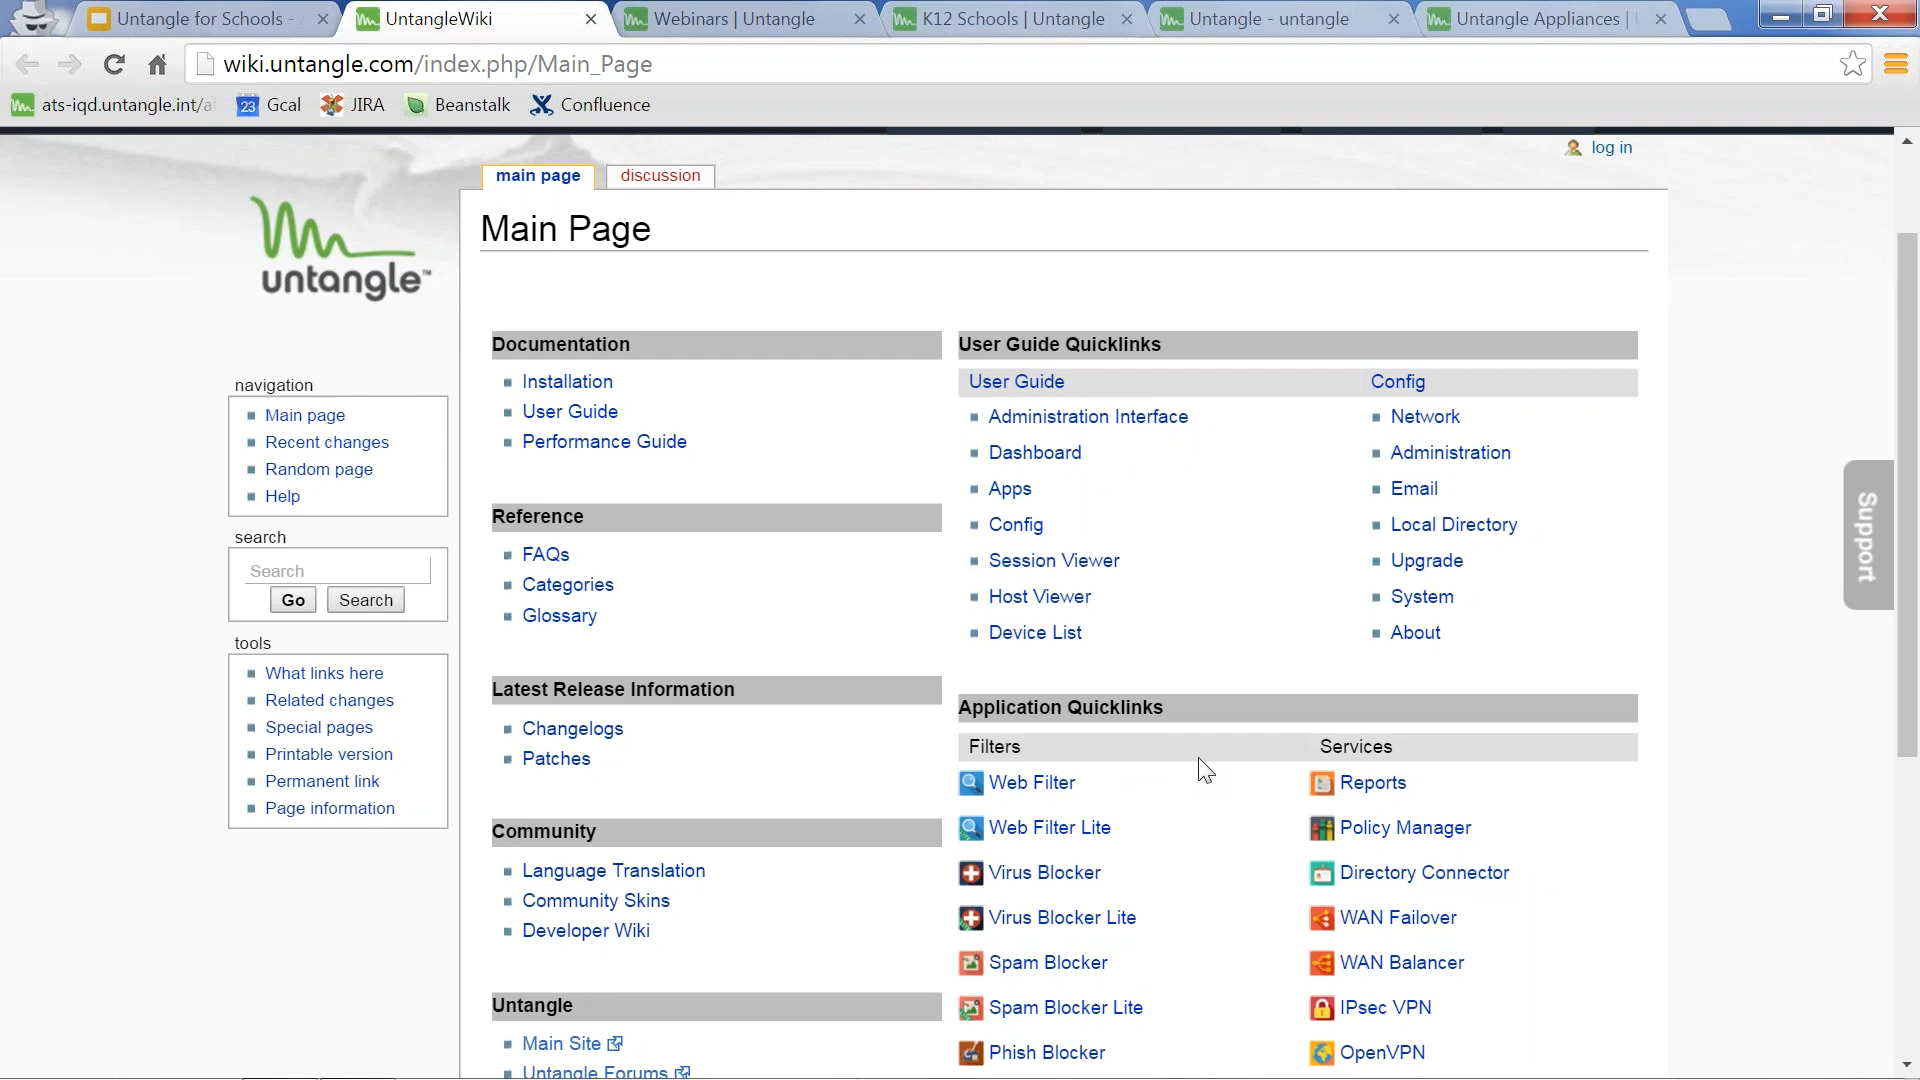 Untangle for Schools -
UntangleWiki
Webinars | Untangle
K12 Schools | Untangle
Untangle - untangle
Untangle Appliances |
wiki.untangle.com/index.php/Main_Page
ats-iqd.untangle.int/a
23
Gcal
JIRA
Beanstalk
Confluence
log in
main page
discussion
untangle™
Main Page
navigation
Main page
Recent changes
Random page
Help
search
Search
Go
Search
tools
What links here
Related changes
Special pages
Printable version
Permanent link
Page information
Documentation
Installation
User Guide
Performance Guide
Reference
FAQs
Categories
Glossary
Latest Release Information
Changelogs
Patches
Community
Language Translation
Community Skins
Developer Wiki
Untangle
Main Site
Untangle Forums
User Guide Quicklinks
User Guide
Config
Administration Interface
Network
Dashboard
Administration
Apps
Email
Config
Local Directory
Session Viewer
Upgrade
Host Viewer
System
Device List
About
Application Quicklinks
Filters
Services
Web Filter
Reports
Web Filter Lite
Policy Manager
Virus Blocker
Directory Connector
Virus Blocker Lite
WAN Failover
Spam Blocker
WAN Balancer
Spam Blocker Lite
IPsec VPN
Phish Blocker
OpenVPN
Support